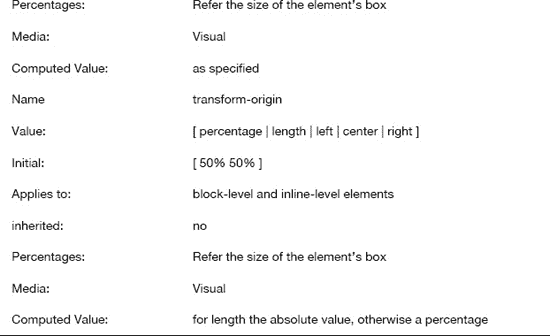 Percentages: Refer the size of the element's box
Media: Visual
Computed Value: as specified
Name transform-origin
Value: [ percentage | length | left | center | right ]
Initial: [ 50% 50% ]
Applies to: block-level and inline-level elements
inherited: no
Percentages: Refer the size of the element's box
Media: Visual
Computed Value: for length the absolute value, otherwise a percentage